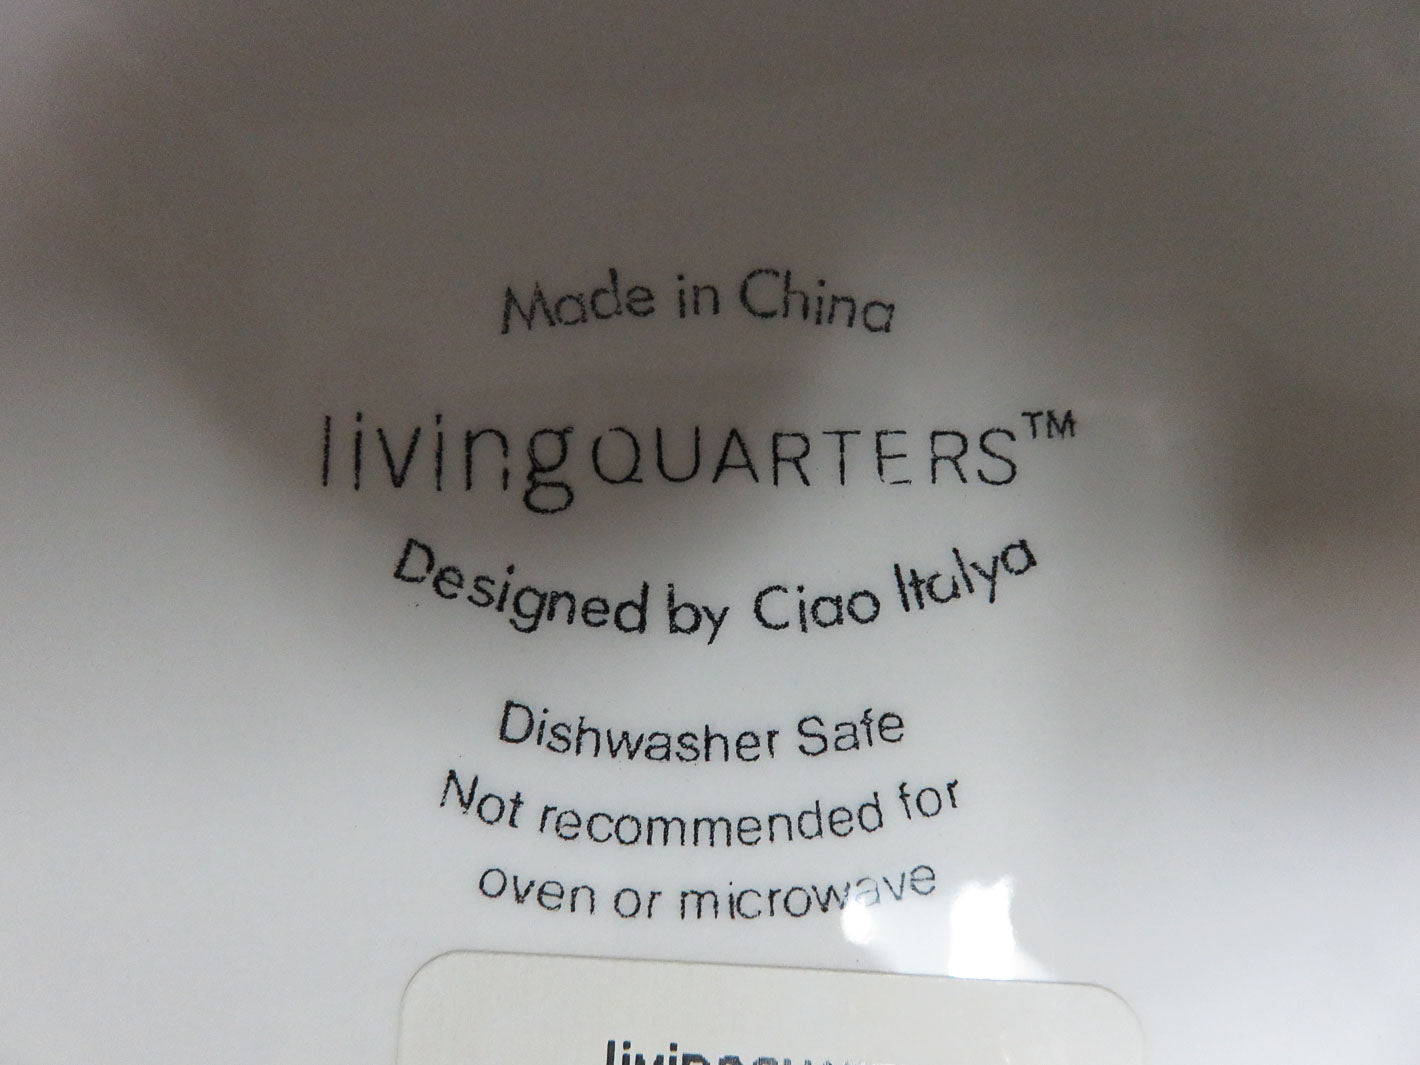 Made in China
livingQUARTERS™
Designed by Ciao Italya
Dishwasher Safe
Not recommended for
oven or microwave